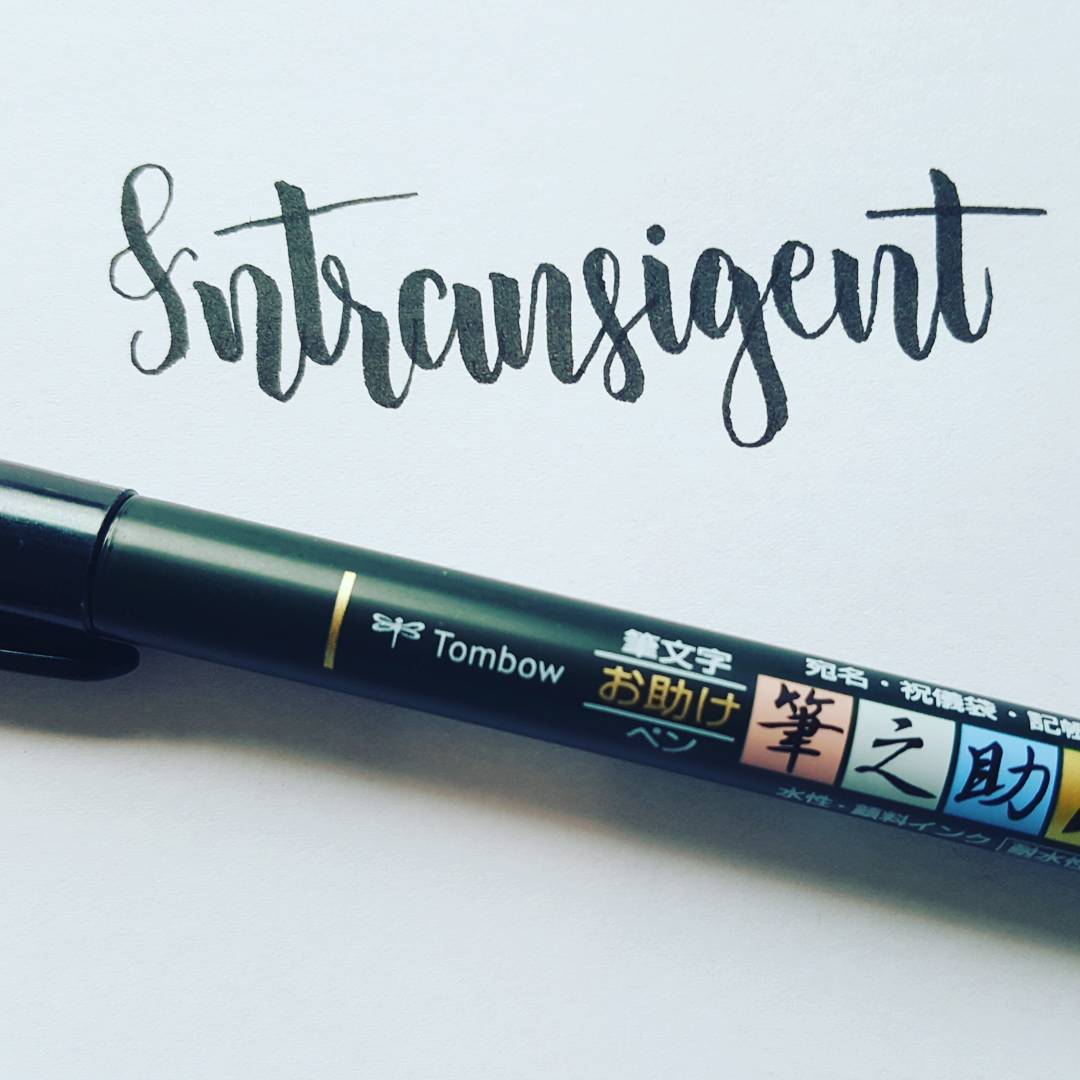 Intransigent
Tombow
筆文字
お助け
ペン
宛名・祝儀袋・記帳
筆之助
水性・顔料インク「耐水性